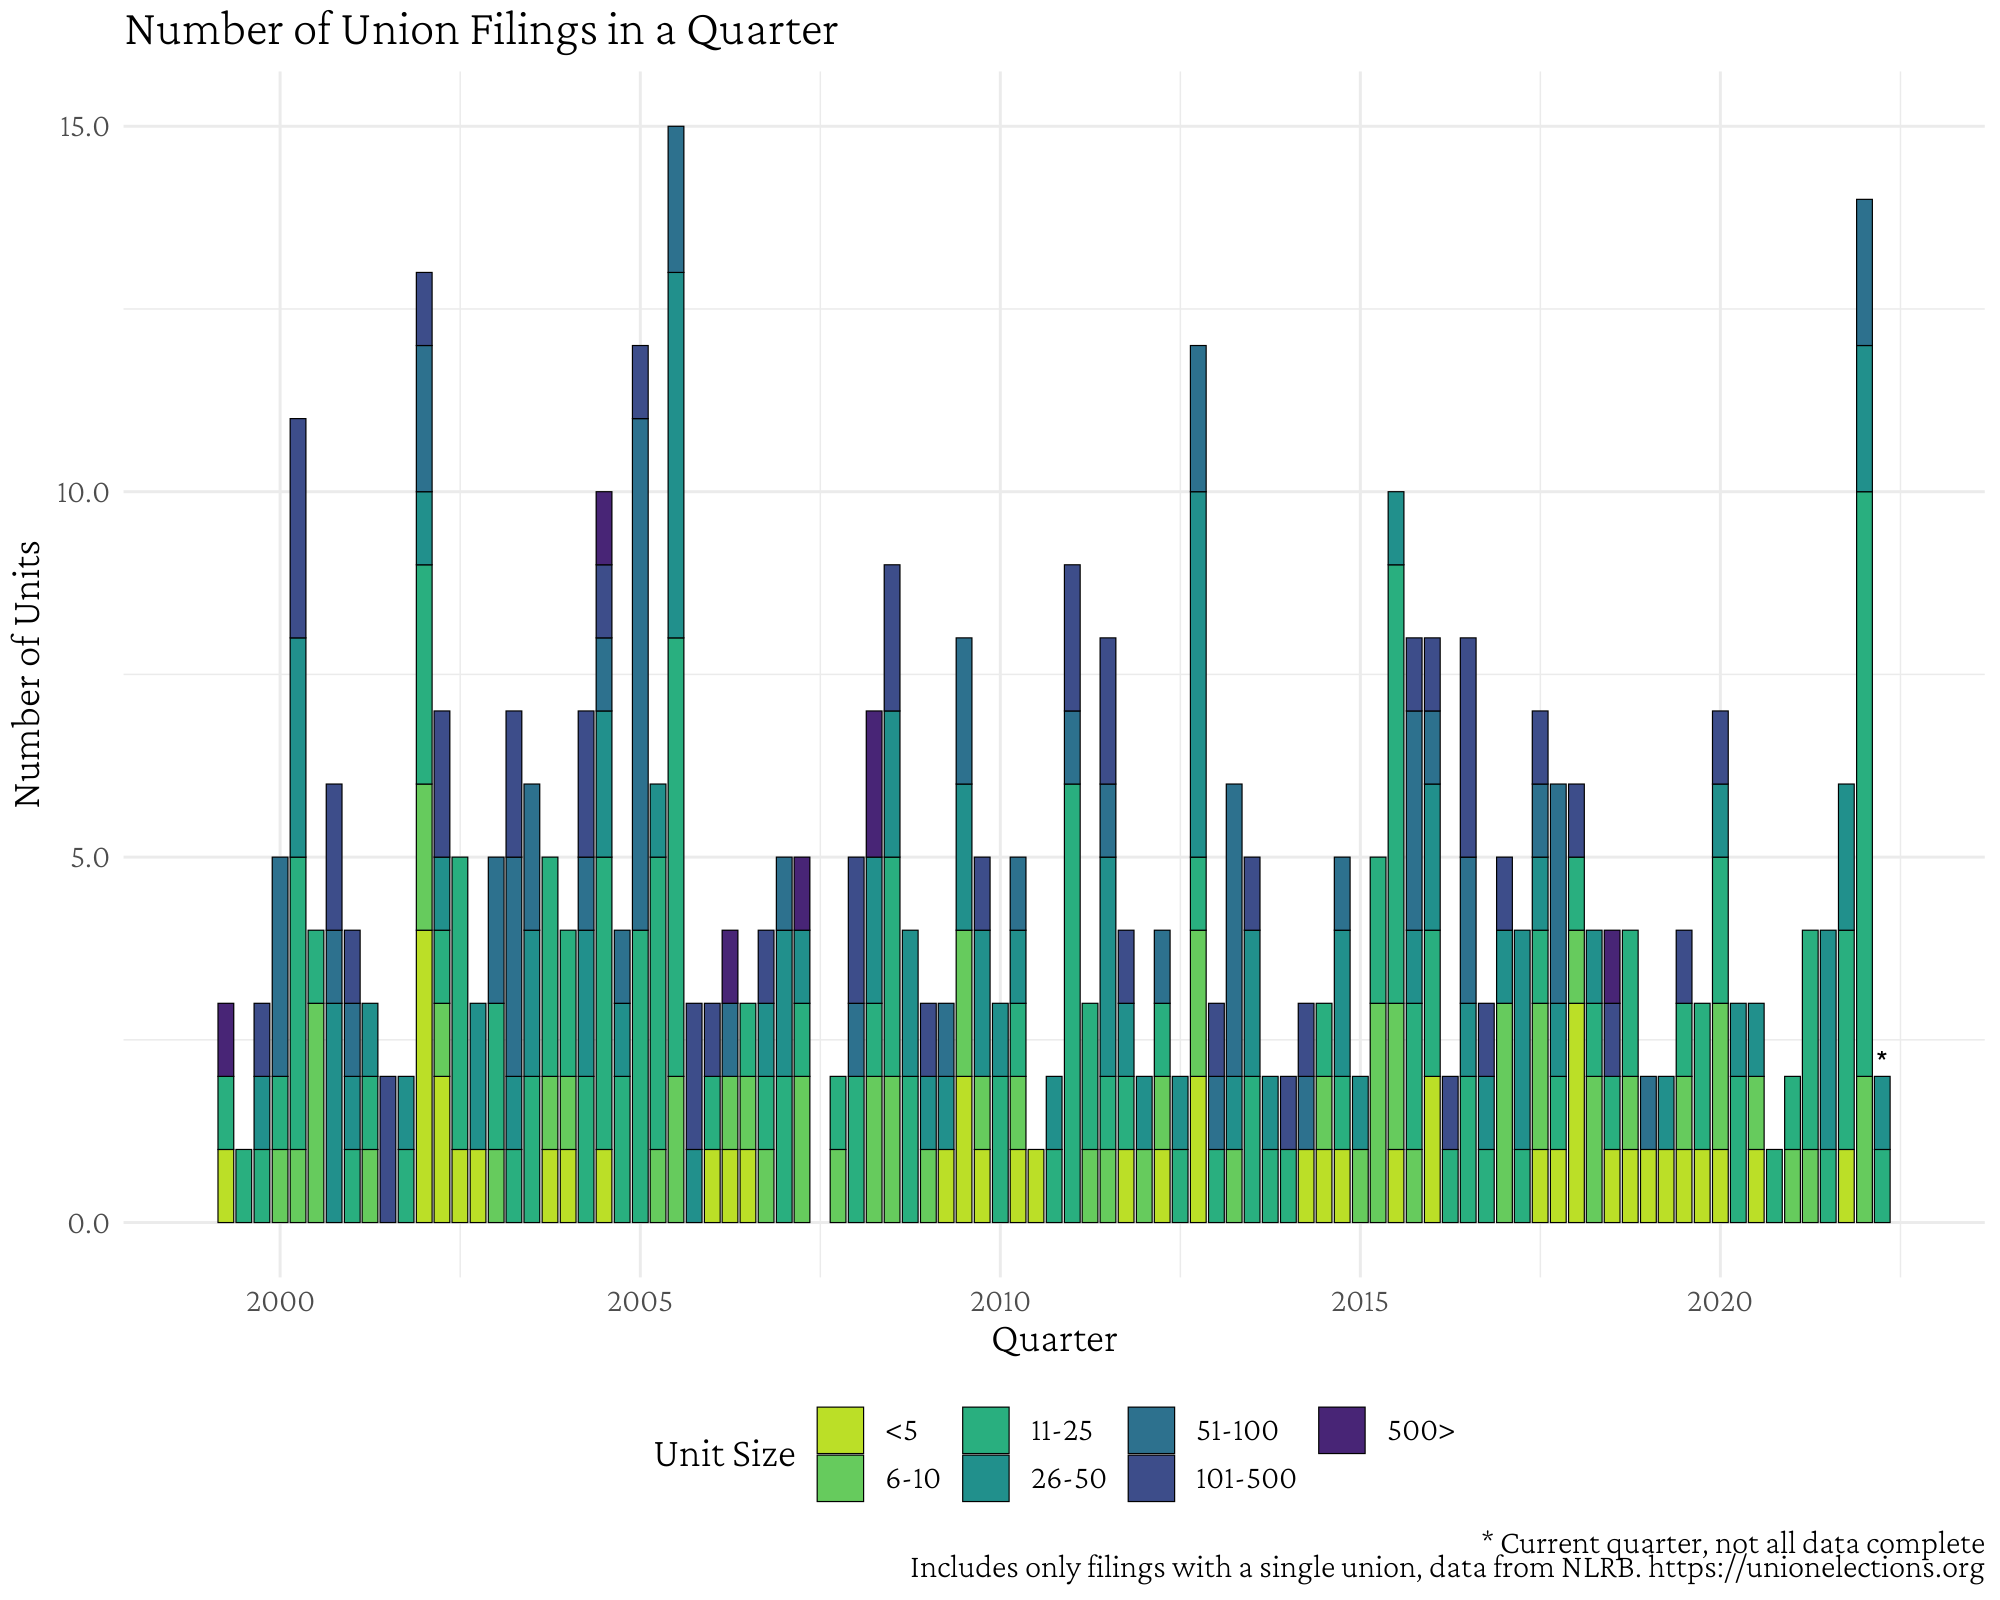 Number of Union Filings in a Quarter
Number of Units
15.0
10.0
5.0
0.0
*
2000 2005 2010 2015 2020
Quarter
Unit Size
<5 11-25 51-100 500>
6-10 26-50 101-500
* Current quarter, not all data complete
Includes only filings with a single union, data from NLRB. https://unionelections.org